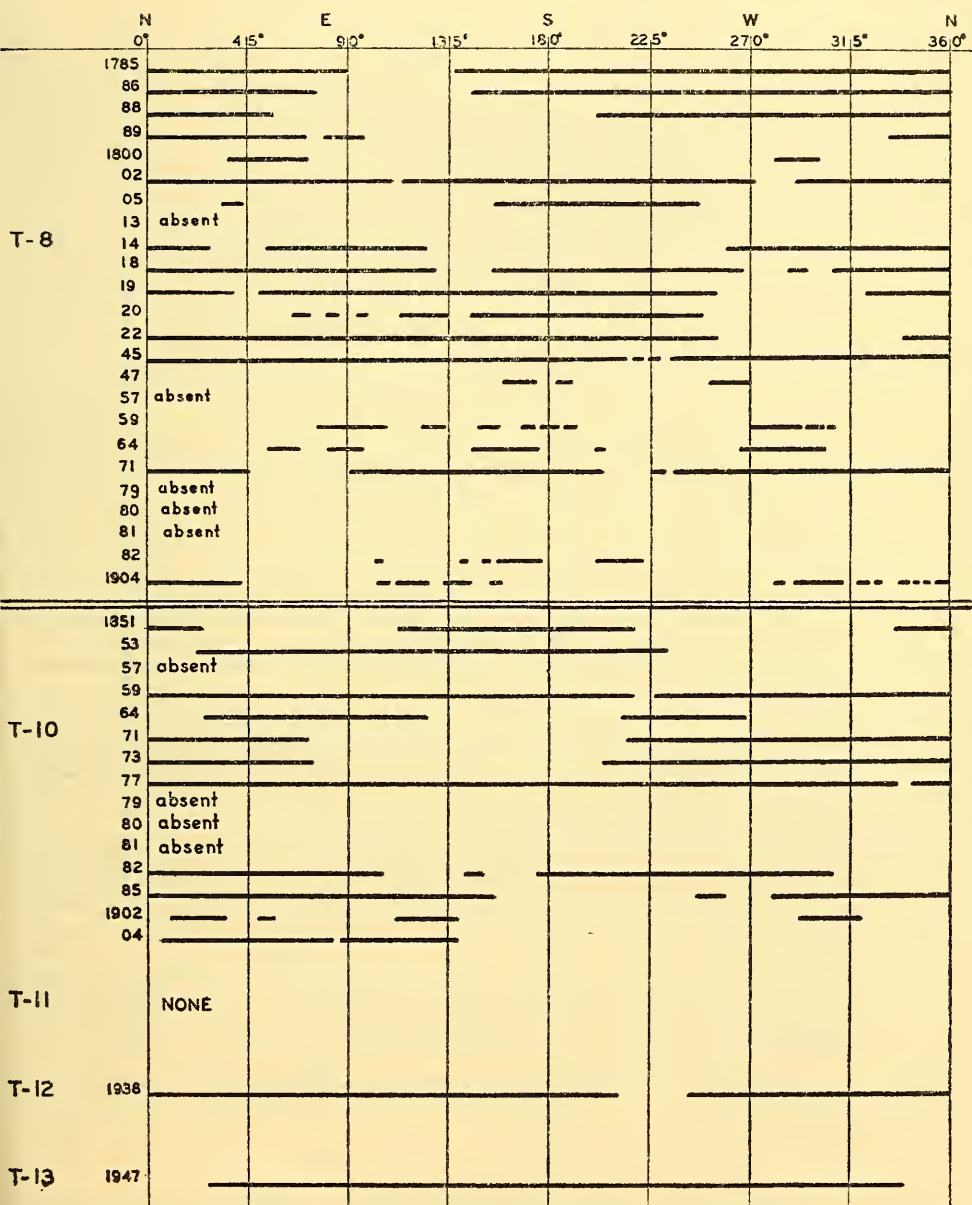 N E S W N
0° 45° 90° 135° 180° 225° 270° 315° 360°
1785
86
88
89
1800
02
05
13 absent
T-8
14
18
19
20
22
45
47
57 absent
59
64
71
79 absent
80 absent
81 absent
82
1904
1351
53
57 absent
59
T-10
64
71
73
77
79 absent
80 absent
81 absent
82
85
1902
04
T-11 NONE
T-12 1938
T-13 1947